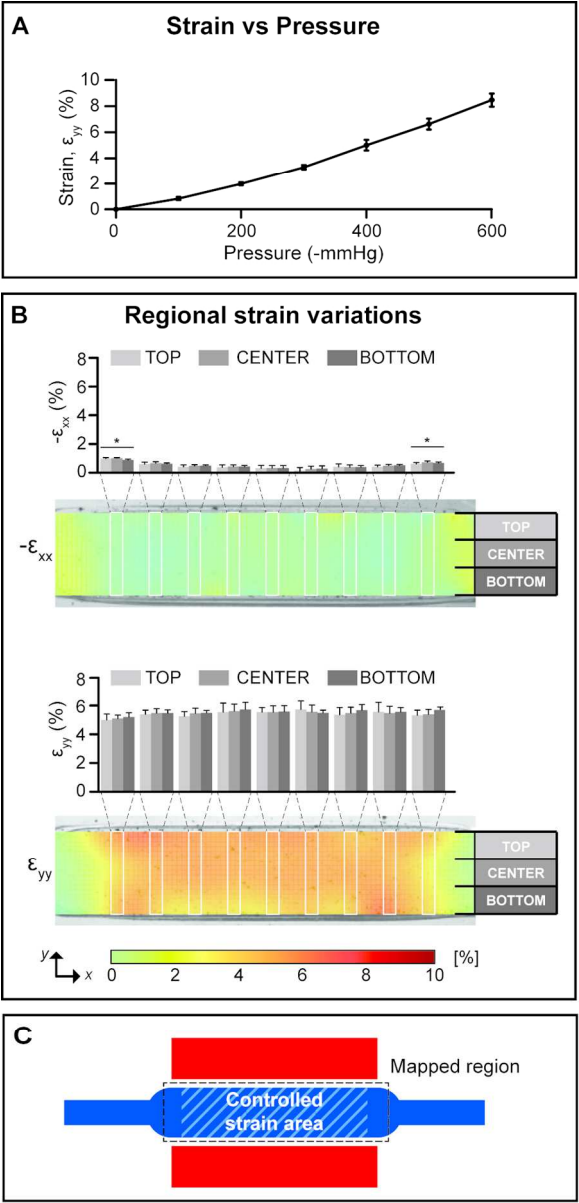 A
Strain vs Pressure
Strain, εyy (%)
10
8
6
4
2
0
0 200 400 600
Pressure (-mmHg)
B
Regional strain variations
TOP CENTER BOTTOM
-εxx (%)
8
6
4
2
0
* *
-εxx
TOP
CENTER
BOTTOM
TOP CENTER BOTTOM
εyy (%)
8
6
4
2
0
εyy
TOP
CENTER
BOTTOM
y
x
0 2 4 6 8 10
[%]
C
Mapped region
Controlled
strain area